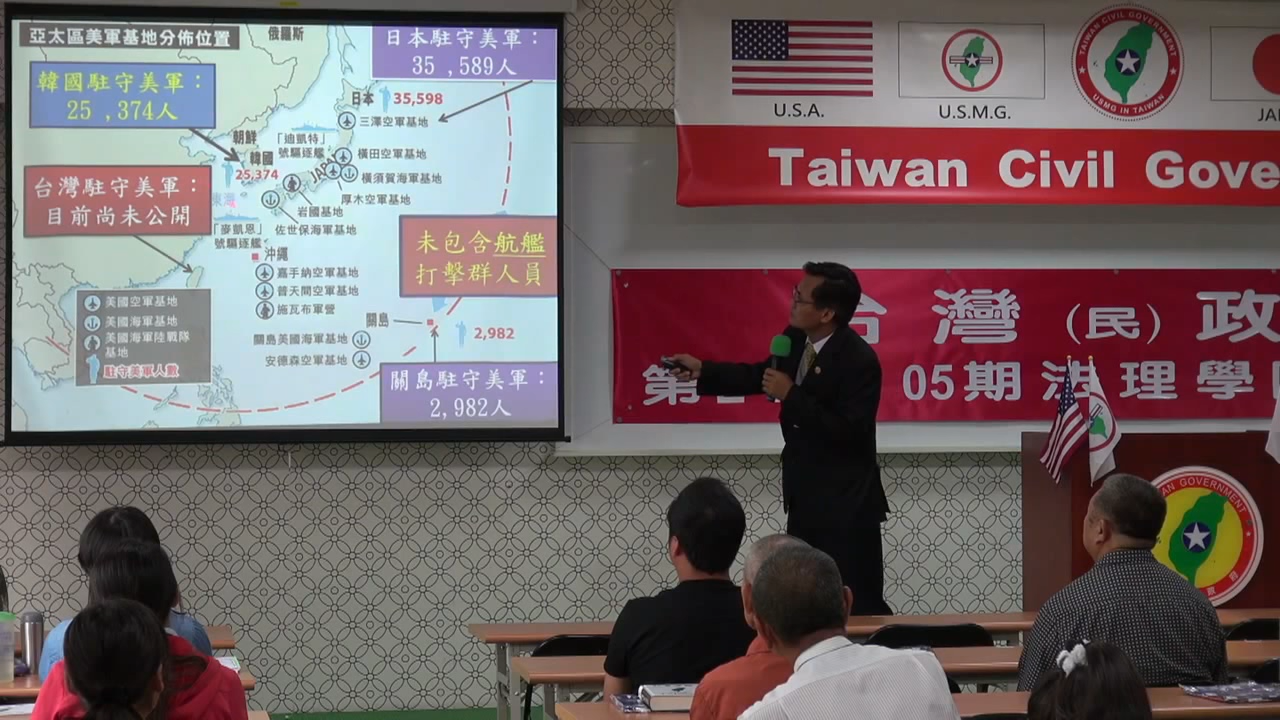 亞太區美軍基地分佈位置
俄羅斯
日本駐守美軍：
35 ,589人
韓國駐守美軍：
25 ,374人
日本
35,598
三澤空軍基地
朝鮮
「迪凱特」
號驅逐艦
韓國
25,374
橫田空軍基地
橫須賀海軍基地
厚木空軍基地
岩國基地
佐世保海軍基地
台灣駐守美軍：
目前尚未公開
東海
「麥凱恩」
號驅逐艦
沖繩
嘉手納空軍基地
普天間空軍基地
施瓦布軍營
未包含航艦
打擊群人員
美國空軍基地
美國海軍基地
美國海軍陸戰隊
基地
駐守美軍人數
關島
2,982
關島美國海軍基地
安德森空軍基地
關島駐守美軍：
2,982人
U.S.A.
U.S.M.G.
TAIWAN CIVIL GOVERNMENT
USMG IN TAIWAN
JA
Taiwan Civil Gove
台灣(民)政
第
05期法理學
GOVERNMENT